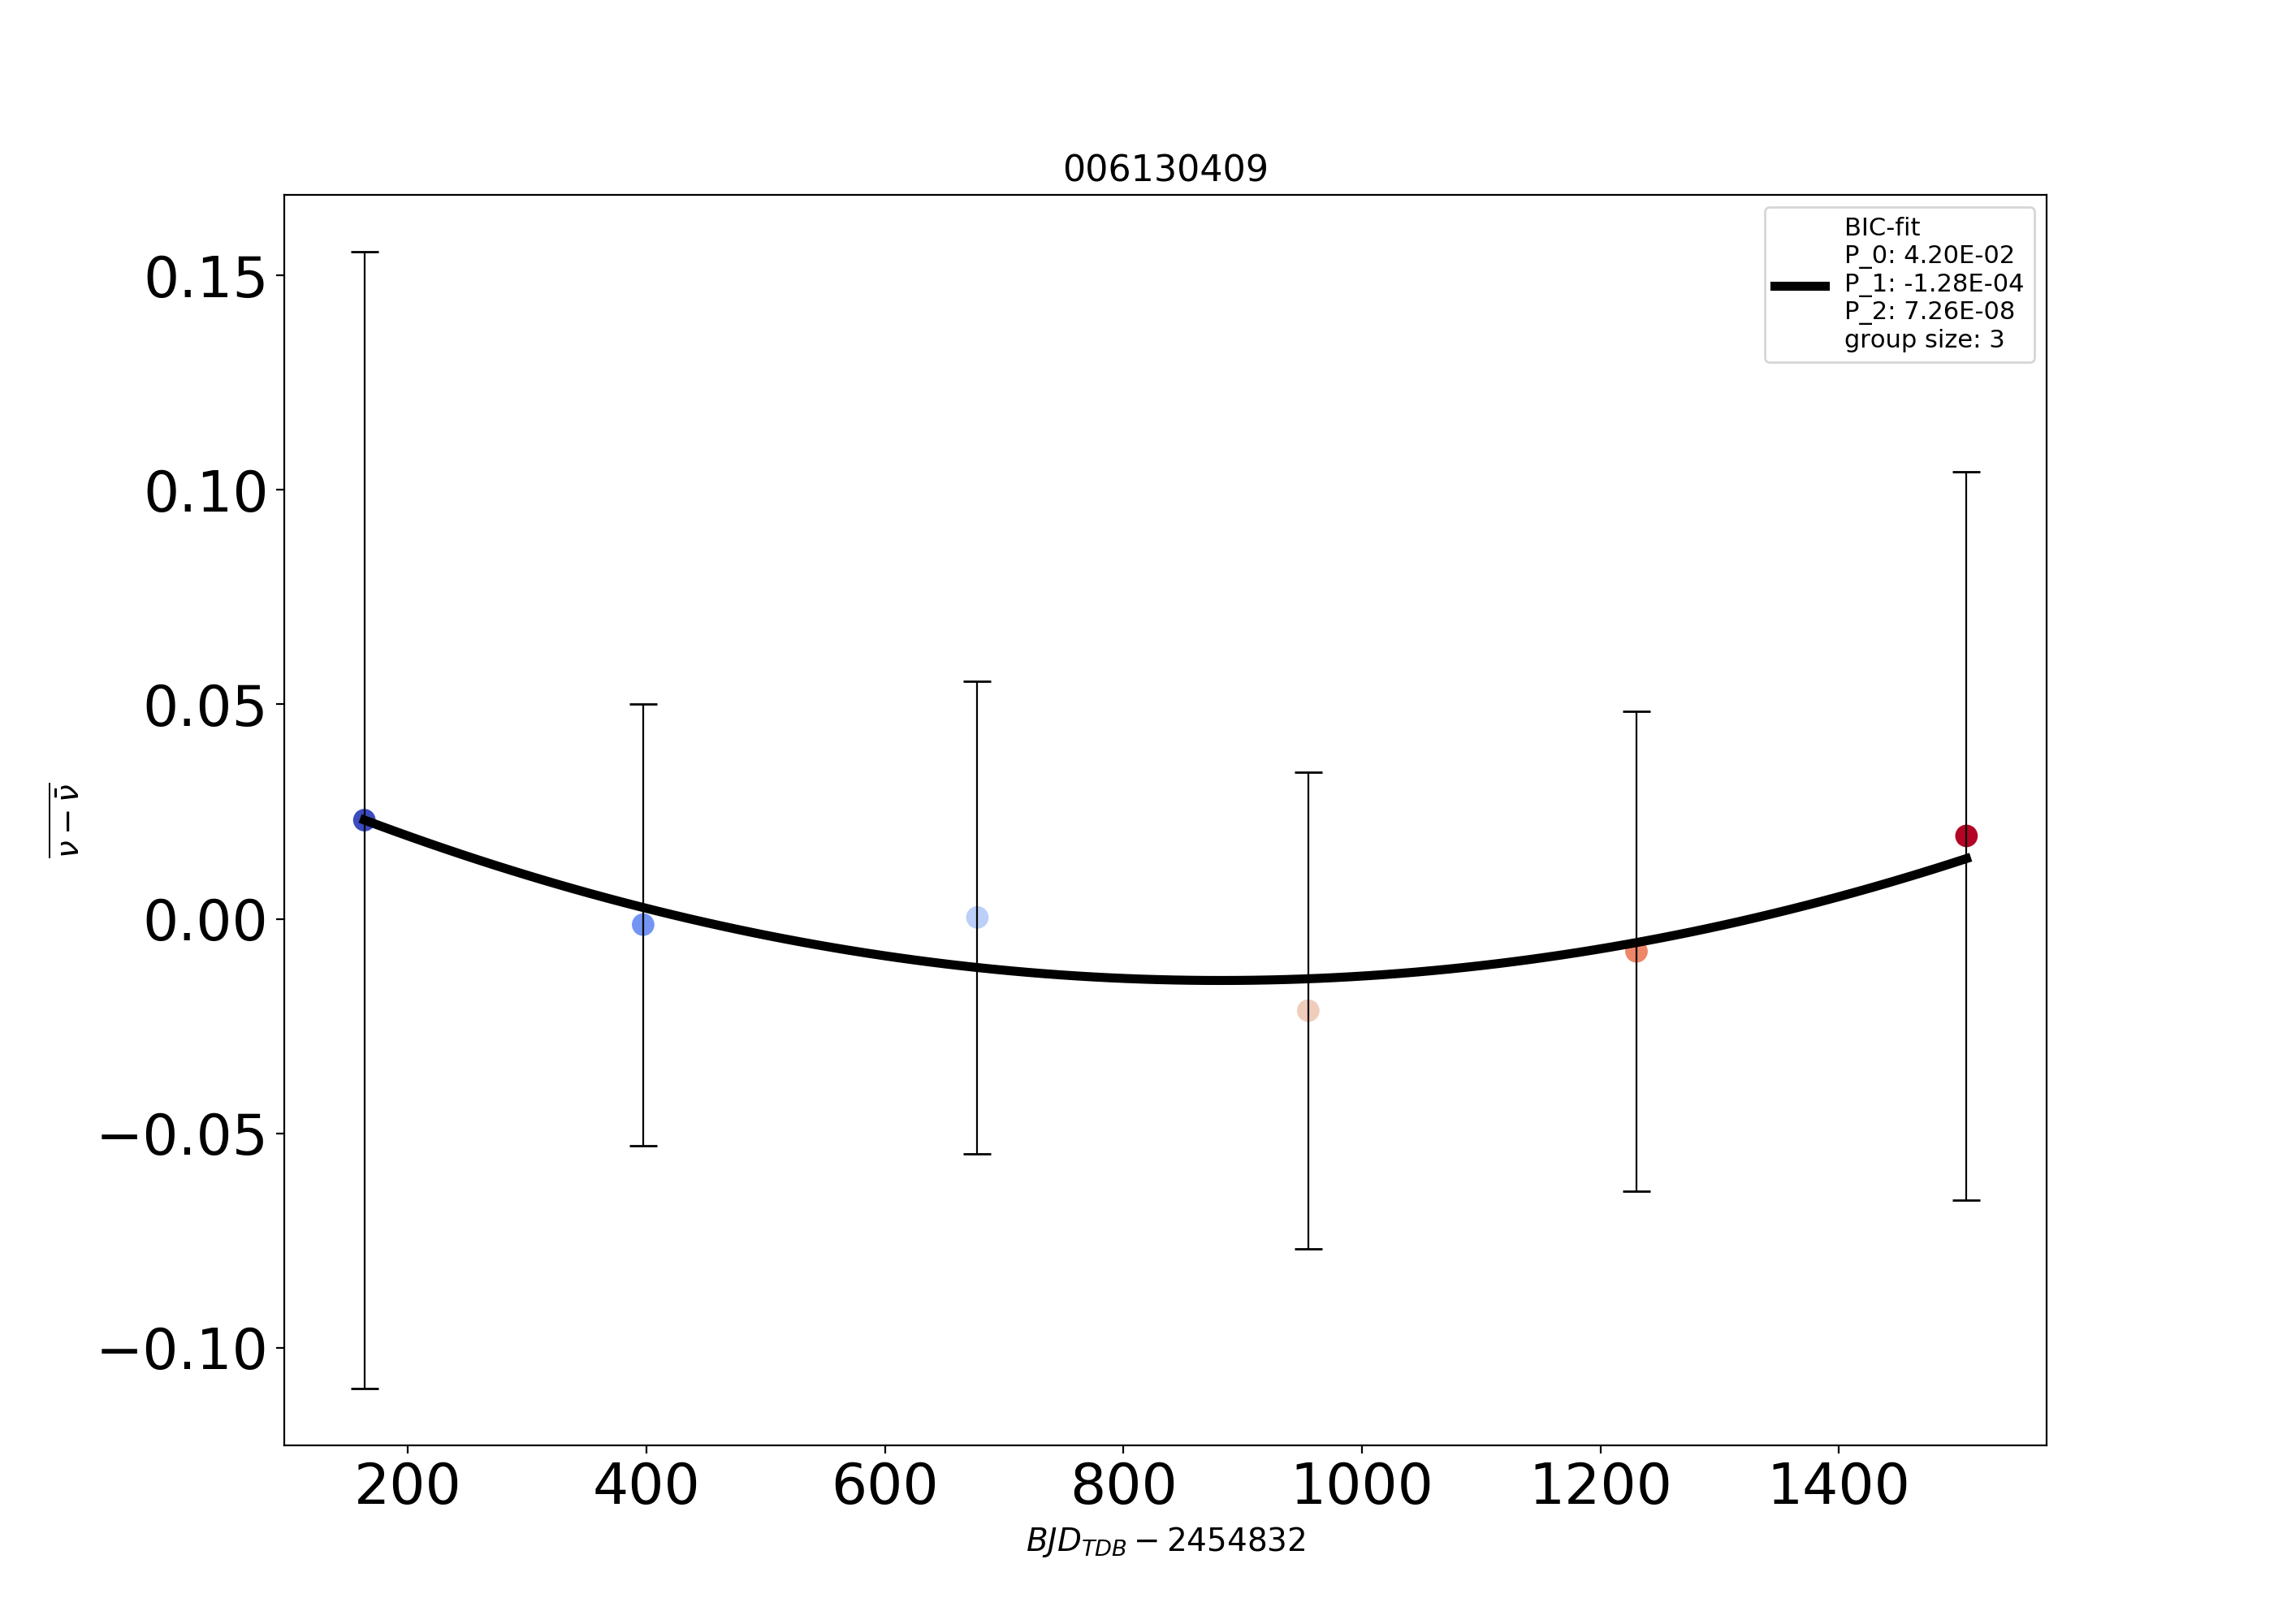 006130409
BIC-fit
P_0: 4.20E-02
P_1: -1.28E-04
P_2: 7.26E-08
group size: 3
0.15
0.10
0.05
0.00
−0.05
−0.10
ν − ν̄
200 400 600 800 1000 1200 1400
BJD_TDB − 2454832